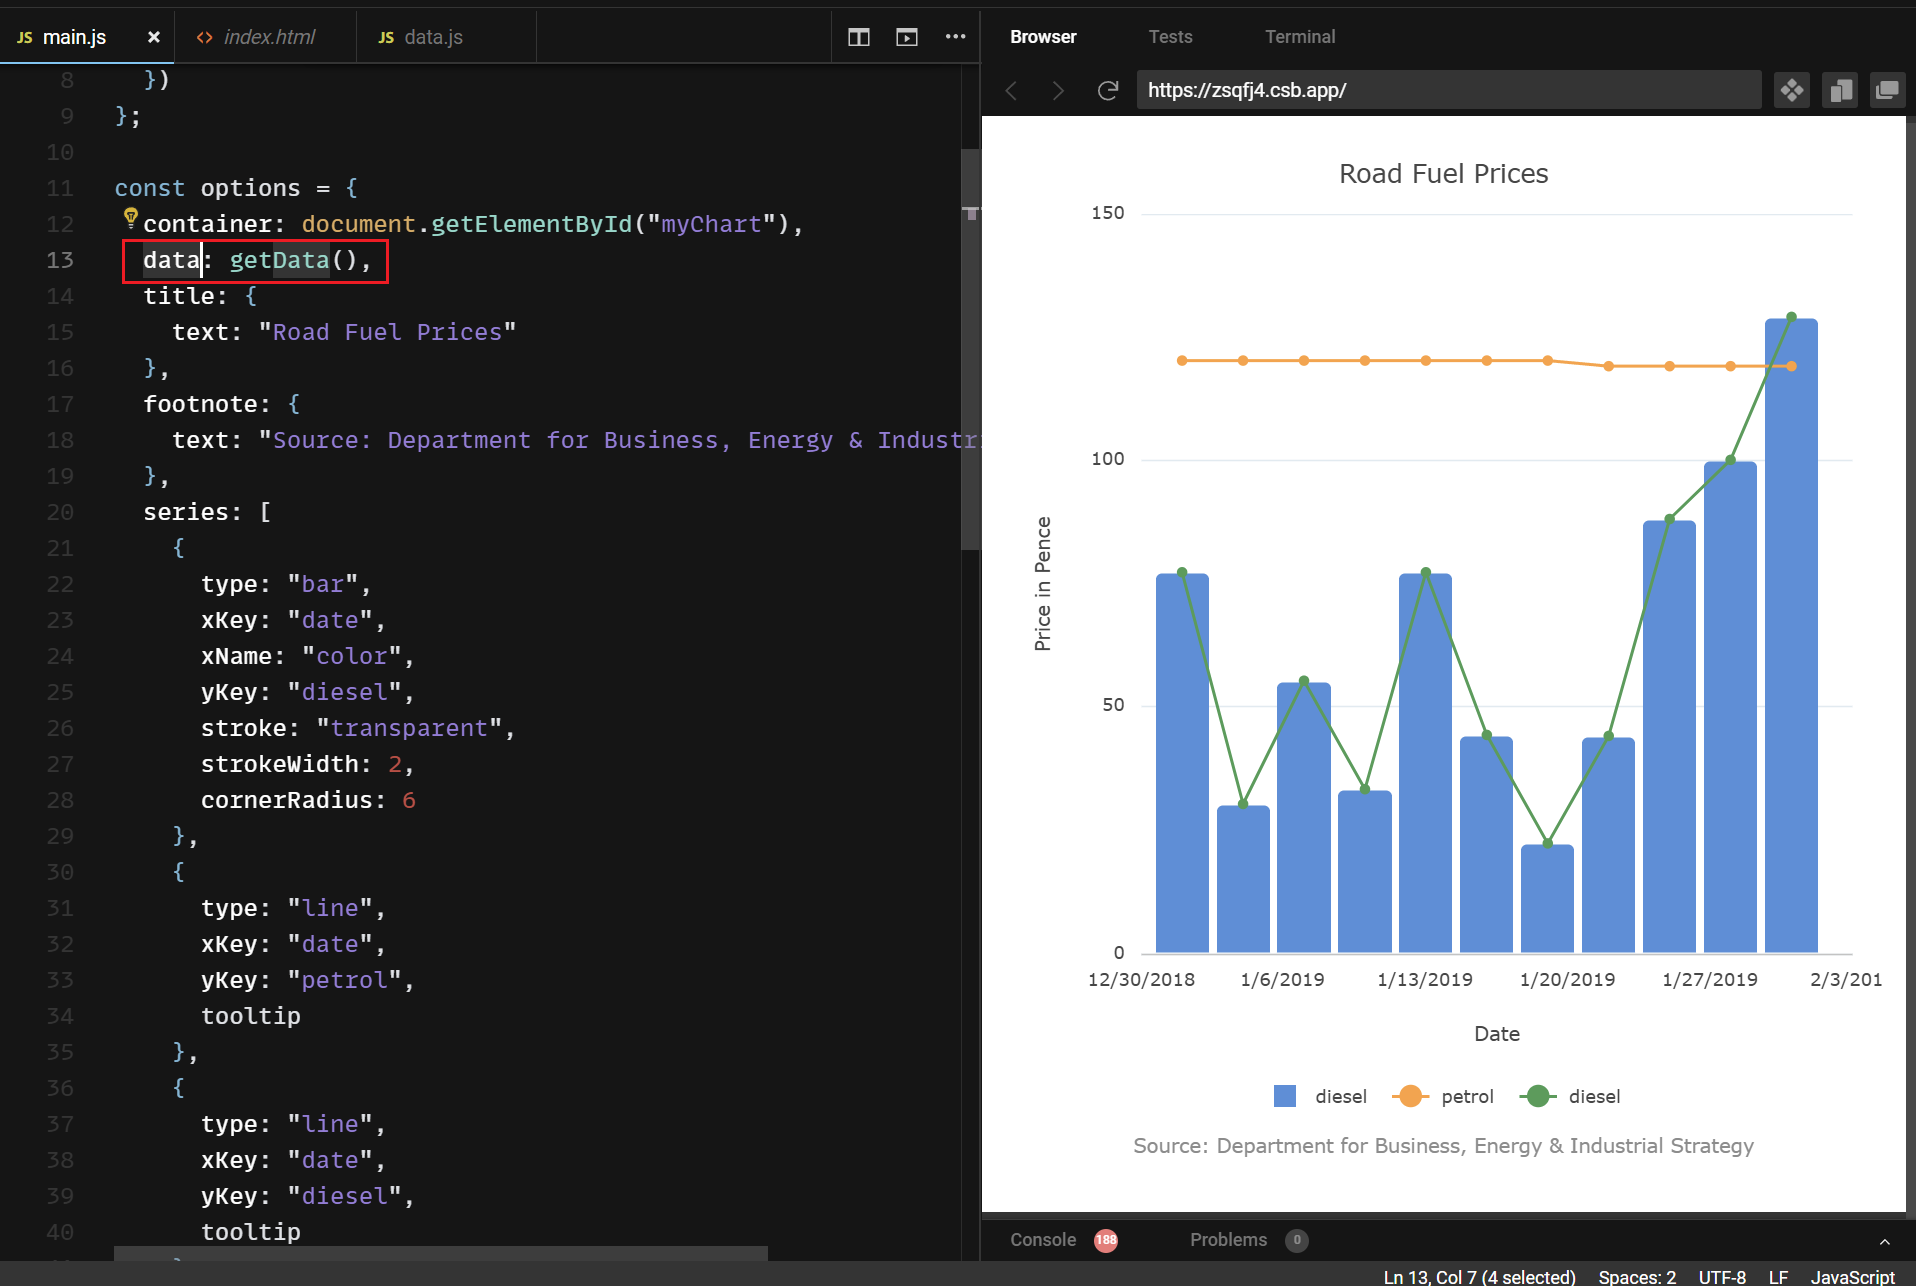 JS main.js × <> index.html JS data.js
8 })
9 };
10
11 const options = {
12 container: document.getElementById("myChart"),
13 data: getData(),
14 title: {
15 text: "Road Fuel Prices"
16 },
17 footnote: {
18 text: "Source: Department for Business, Energy & Industri
19 },
20 series: [
21 {
22 type: "bar",
23 xKey: "date",
24 xName: "color",
25 yKey: "diesel",
26 stroke: "transparent",
27 strokeWidth: 2,
28 cornerRadius: 6
29 },
30 {
31 type: "line",
32 xKey: "date",
33 yKey: "petrol",
34 tooltip
35 },
36 {
37 type: "line",
38 xKey: "date",
39 yKey: "diesel",
40 tooltip
Browser Tests Terminal
https://zsqfj4.csb.app/
Road Fuel Prices
150
100
50
0
Price in Pence
12/30/2018 1/6/2019 1/13/2019 1/20/2019 1/27/2019 2/3/201
Date
diesel petrol diesel
Source: Department for Business, Energy & Industrial Strategy
Console 188 Problems 0
Ln 13, Col 7 (4 selected) Spaces: 2 UTF-8 LF JavaScript